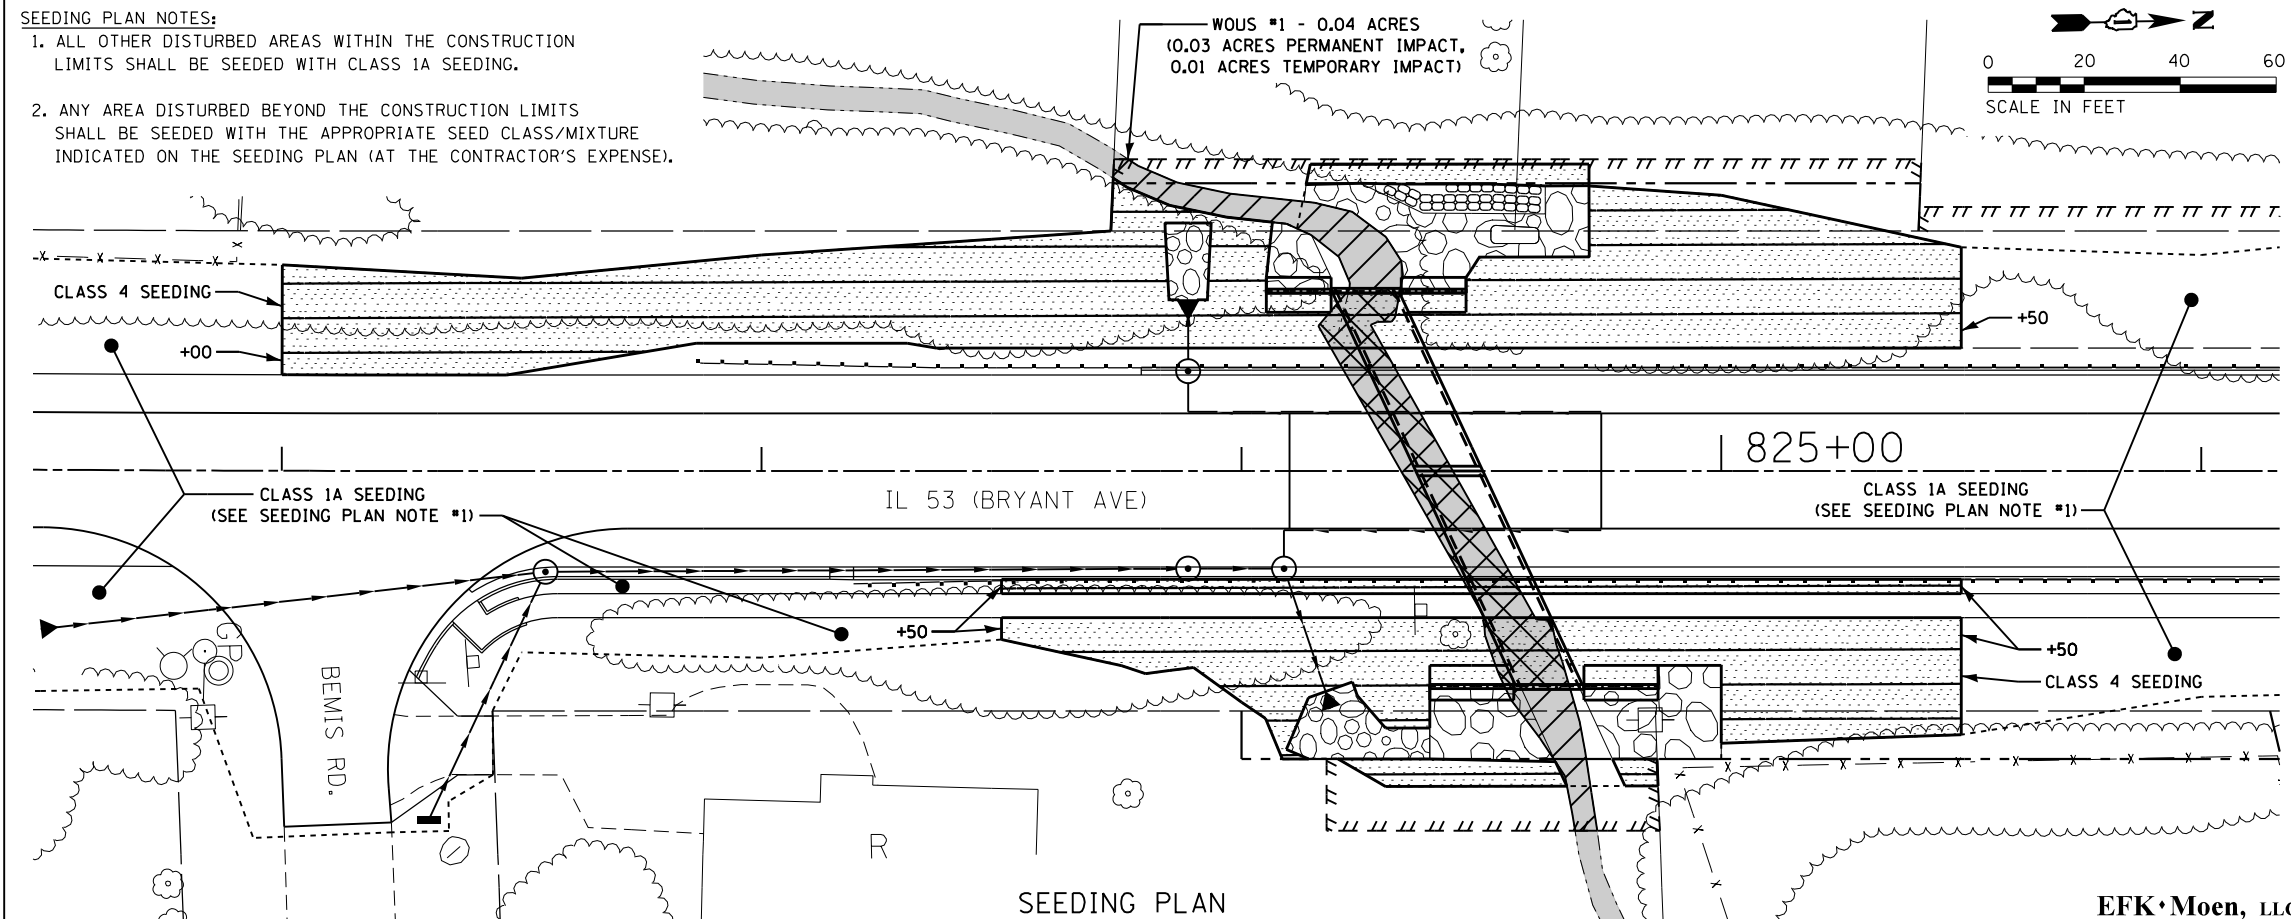 SEEDING PLAN NOTES:
1. ALL OTHER DISTURBED AREAS WITHIN THE CONSTRUCTION
LIMITS SHALL BE SEEDED WITH CLASS 1A SEEDING.
2. ANY AREA DISTURBED BEYOND THE CONSTRUCTION LIMITS
SHALL BE SEEDED WITH THE APPROPRIATE SEED CLASS/MIXTURE
INDICATED ON THE SEEDING PLAN (AT THE CONTRACTOR'S EXPENSE).
WOUS #1 - 0.04 ACRES
(0.03 ACRES PERMANENT IMPACT,
0.01 ACRES TEMPORARY IMPACT)
N
0 20 40 60
SCALE IN FEET
CLASS 4 SEEDING
+00
+50
825+00
IL 53 (BRYANT AVE)
CLASS 1A SEEDING
(SEE SEEDING PLAN NOTE #1)
CLASS 1A SEEDING
(SEE SEEDING PLAN NOTE #1)
+50
+50
CLASS 4 SEEDING
BEMIS RD.
R
SEEDING PLAN
EFK•Moen, LLC